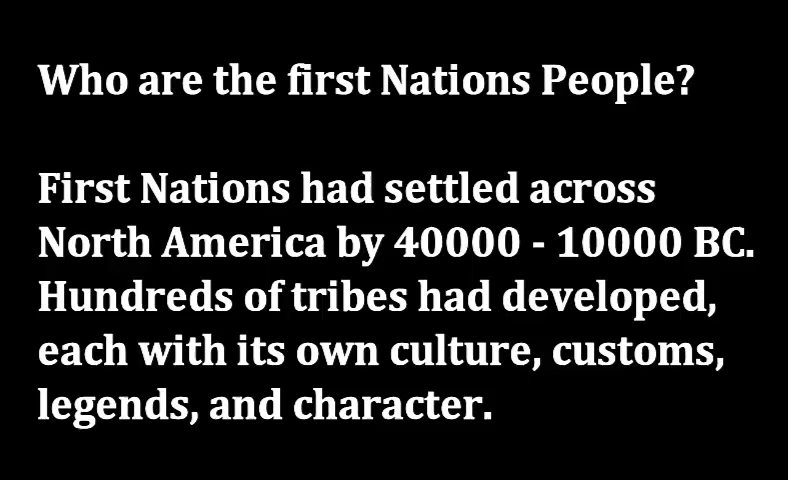 Who are the first Nations People?
First Nations had settled across
North America by 40000 - 10000 BC.
Hundreds of tribes had developed,
each with its own culture, customs,
legends, and character.